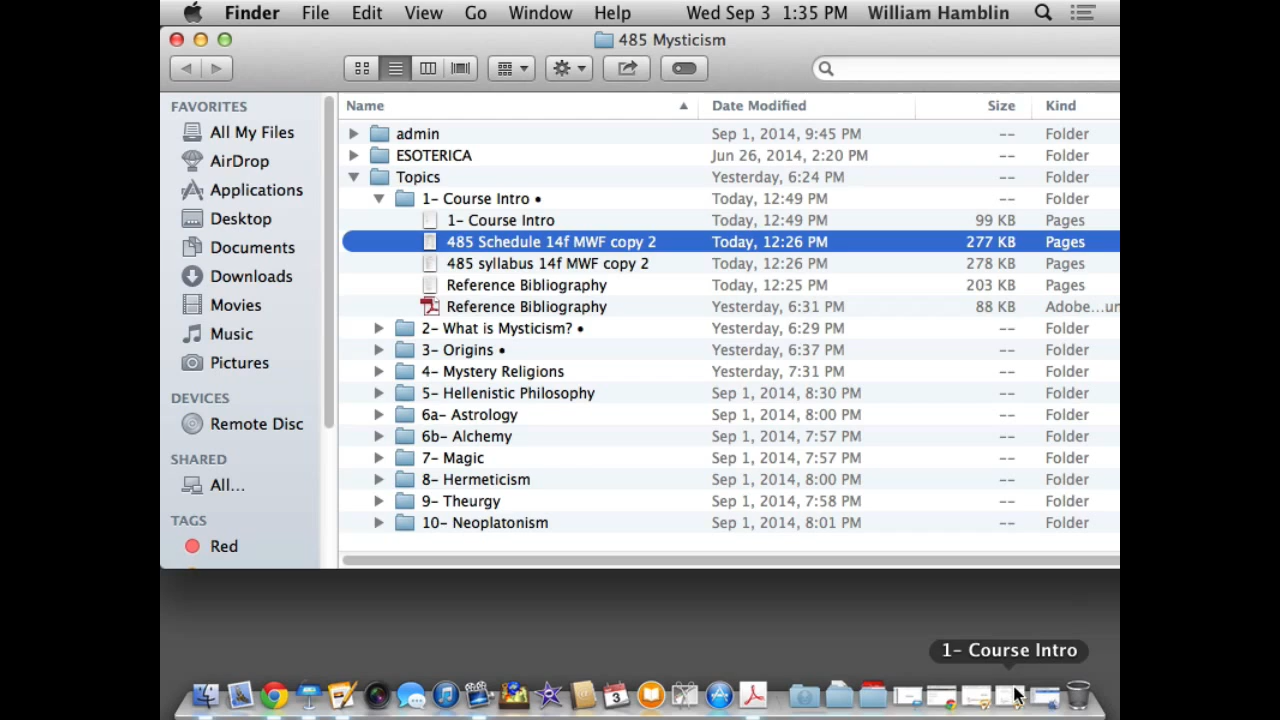 Finder File Edit View Go Window Help Wed Sep 3 1:35 PM William Hamblin
485 Mysticism
Name Date Modified Size Kind
FAVORITES
All My Files
AirDrop
Applications
Desktop
Documents
Downloads
Movies
Music
Pictures
DEVICES
Remote Disc
SHARED
All...
TAGS
Red
admin Sep 1, 2014, 9:45 PM -- Folder
ESOTERICA Jun 26, 2014, 2:20 PM -- Folder
Topics Yesterday, 6:24 PM -- Folder
1- Course Intro • Today, 12:49 PM -- Folder
1- Course Intro Today, 12:49 PM 99 KB Pages
485 Schedule 14f MWF copy 2 Today, 12:26 PM 277 KB Pages
485 syllabus 14f MWF copy 2 Today, 12:26 PM 278 KB Pages
Reference Bibliography Today, 12:25 PM 203 KB Pages
Reference Bibliography Yesterday, 6:31 PM 88 KB Adobe...un
2- What is Mysticism? • Yesterday, 6:29 PM -- Folder
3- Origins • Yesterday, 6:37 PM -- Folder
4- Mystery Religions Yesterday, 7:31 PM -- Folder
5- Hellenistic Philosophy Sep 1, 2014, 8:30 PM -- Folder
6a- Astrology Sep 1, 2014, 8:00 PM -- Folder
6b- Alchemy Sep 1, 2014, 7:57 PM -- Folder
7- Magic Sep 1, 2014, 7:57 PM -- Folder
8- Hermeticism Sep 1, 2014, 8:00 PM -- Folder
9- Theurgy Sep 1, 2014, 7:58 PM -- Folder
10- Neoplatonism Sep 1, 2014, 8:01 PM -- Folder
1- Course Intro
3